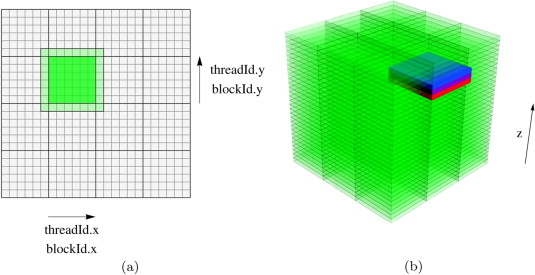 threadId.y
blockId.y
z
threadId.x
blockId.x
(a)
(b)